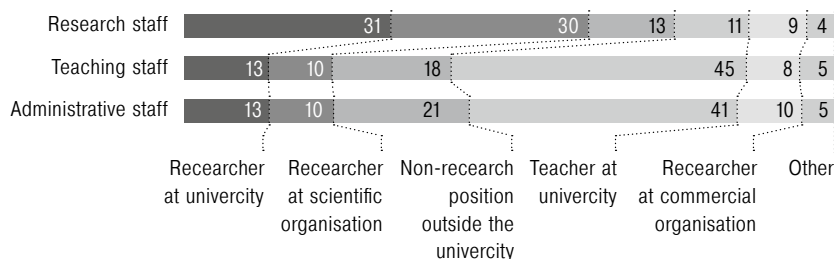 Research staff 31 30 13 11 9 4
Teaching staff 13 10 18 45 8 5
Administrative staff 13 10 21 41 10 5
Recearcher
at univercity
Recearcher
at scientific
organisation
Non-recearch
position
outside the
univercity
Teacher at
univercity
Recearcher
at commercial
organisation
Other